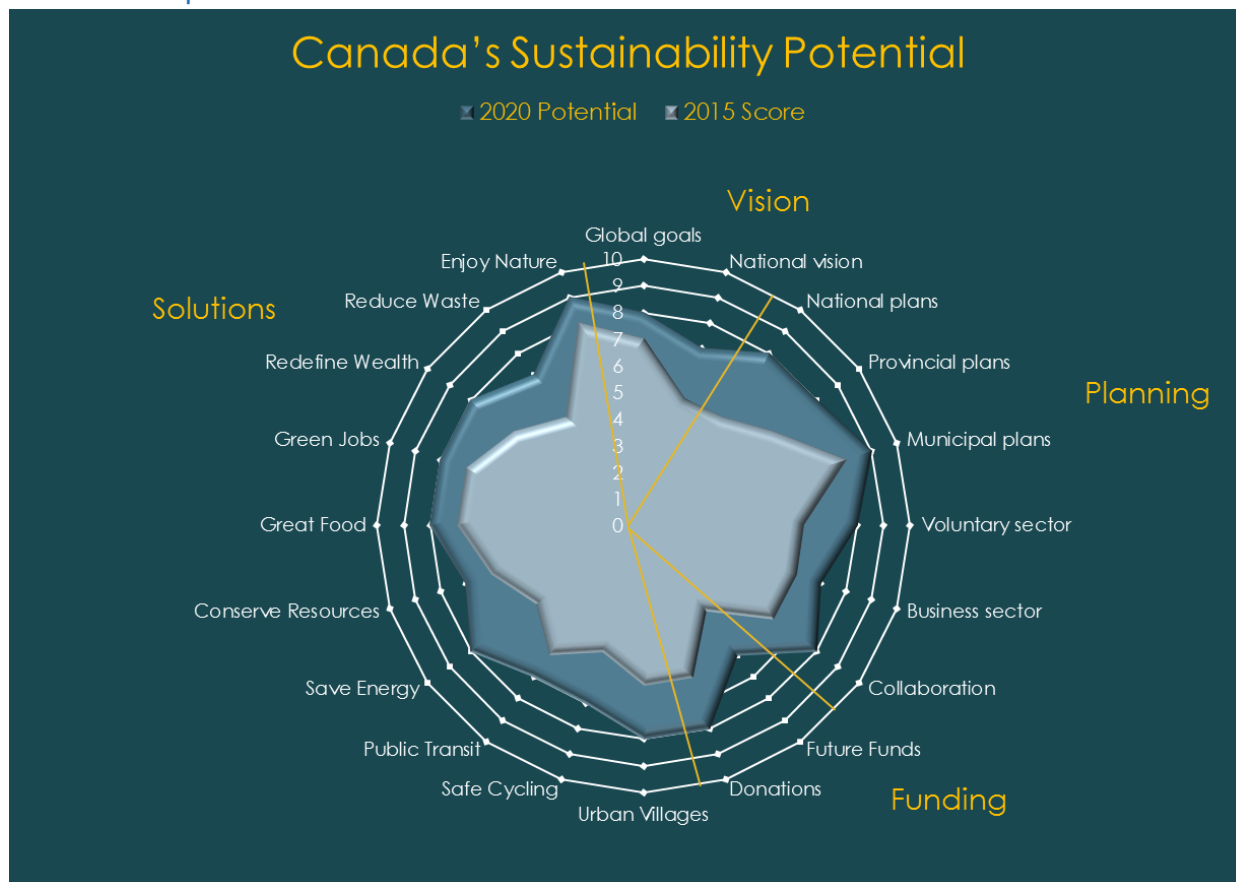 Canada's Sustainability Potential
2020 Potential 2015 Score
Vision
Global goals
National vision
National plans
Provincial plans
Planning
Municipal plans
Voluntary sector
Business sector
Collaboration
Future Funds
Funding
Donations
Urban Villages
Safe Cycling
Public Transit
Save Energy
Conserve Resources
Great Food
Green Jobs
Redefine Wealth
Solutions
Reduce Waste
Enjoy Nature
10
9
8
7
6
5
4
3
2
1
0